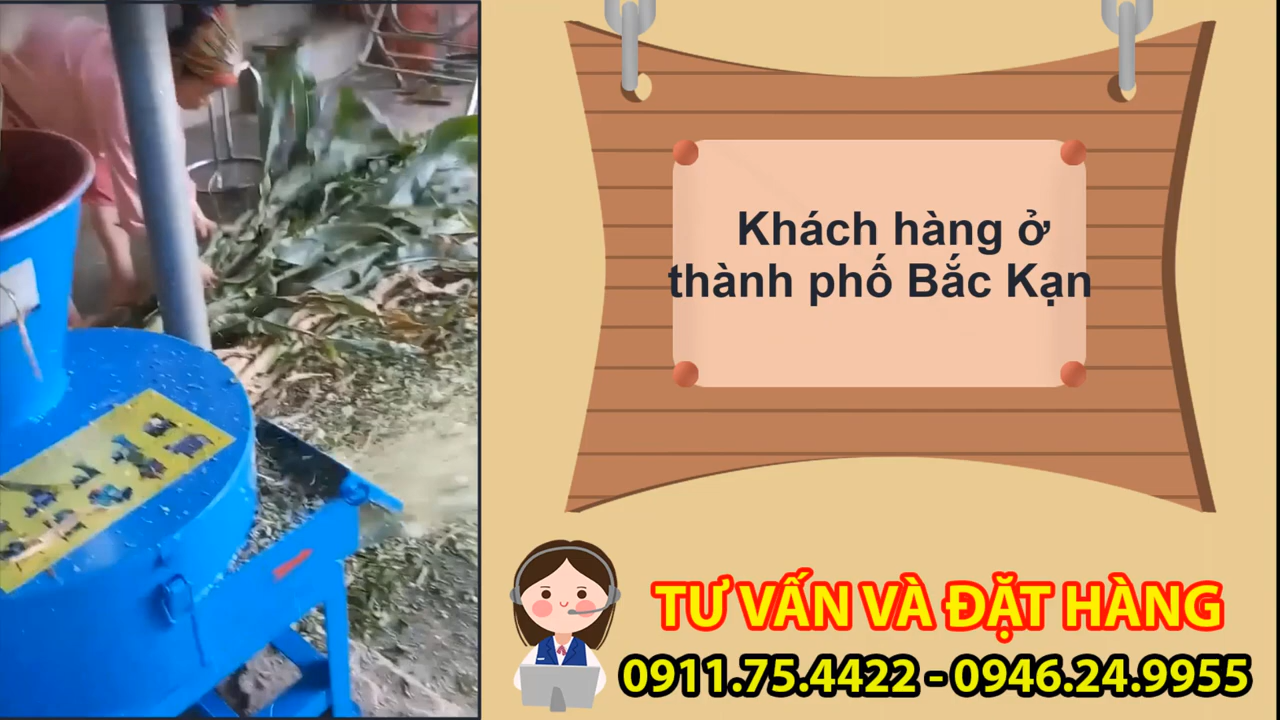 Khách hàng ở
thành phố Bắc Kạn
TƯ VẤN VÀ ĐẶT HÀNG
0911.75.4422 - 0946.24.9955